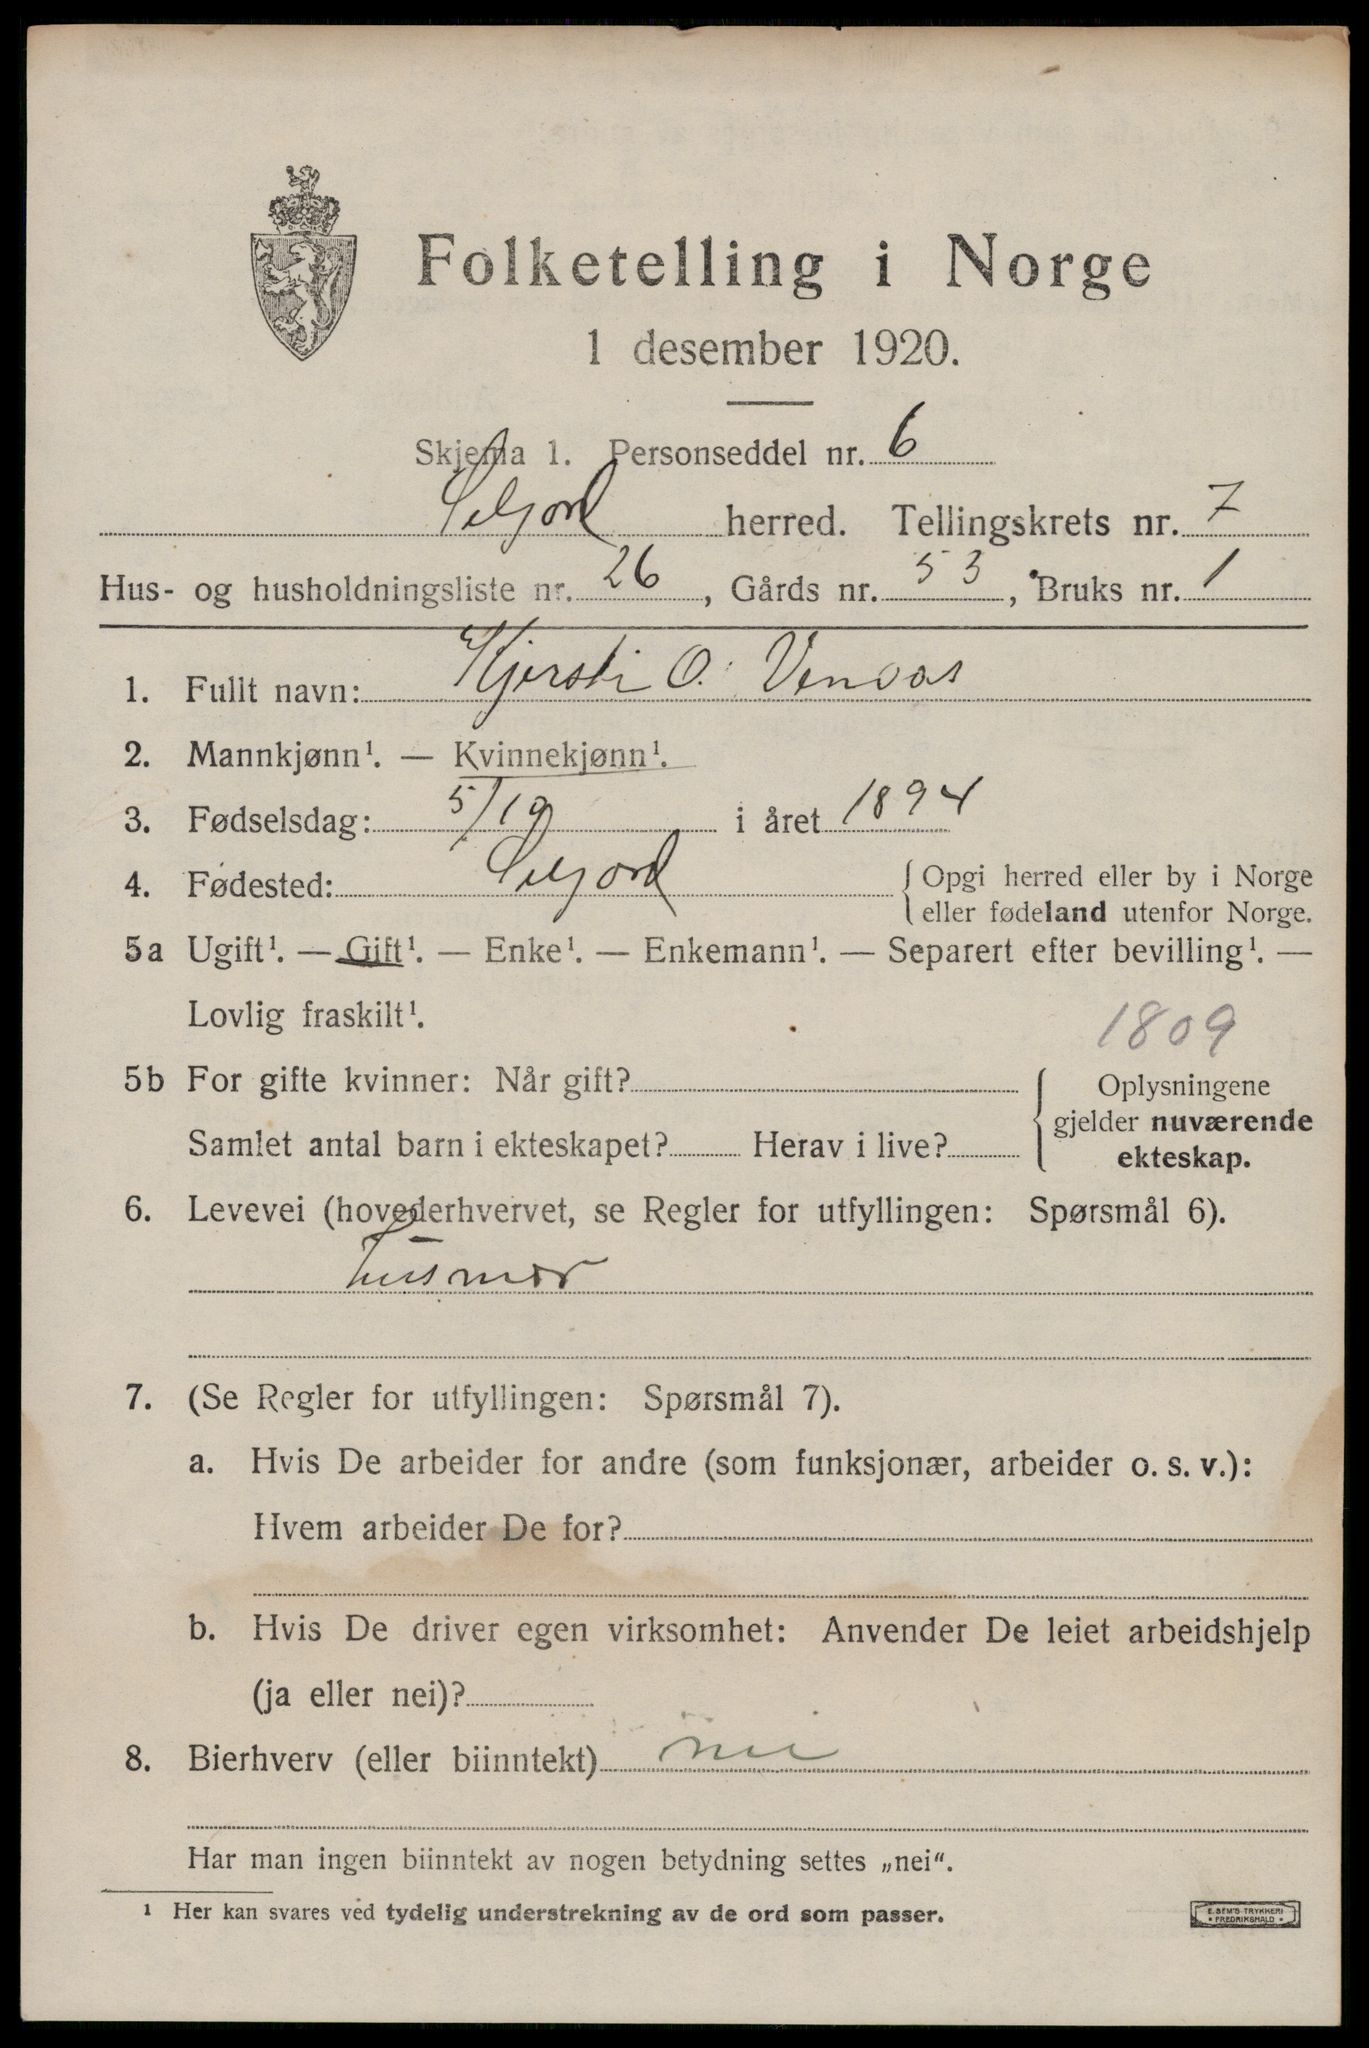 Folketelling i Norge
1 desember 1920.
Skjema 1. Personseddel nr. 6
Seljord herred. Tellingskrets nr. 7
Hus- og husholdningsliste nr. 26, Gårds nr. 53, Bruks nr. 1
1. Fullt navn: Kjersti O. Venaas
2. Mannkjønn¹. — Kvinnekjønn¹.
3. Fødselsdag: 5/10 i året 1894
4. Fødested: Seljord { Opgi herred eller by i Norge
eller fødeland utenfor Norge.
5a Ugift¹. — Gift¹. — Enke¹. — Enkemann¹. — Separert efter bevilling¹. —
Lovlig fraskilt¹.
1809
5b For gifte kvinner: Når gift? { Oplysningene
gjelder nuværende
Samlet antal barn i ekteskapet? Herav i live?
ekteskap.
6. Levevei (hovederhvervet, se Regler for utfyllingen: Spørsmål 6).
husmor
7. (Se Regler for utfyllingen: Spørsmål 7).
a. Hvis De arbeider for andre (som funksjonær, arbeider o. s. v.):
Hvem arbeider De for?
b. Hvis De driver egen virksomhet: Anvender De leiet arbeidshjelp
(ja eller nei)?
8. Bierhverv (eller biinntekt) nei
Har man ingen biinntekt av nogen betydning settes „nei“.
¹ Her kan svares ved tydelig understrekning av de ord som passer.
E. SEM'S TRYKKERI
* FREDRIKSHALD *